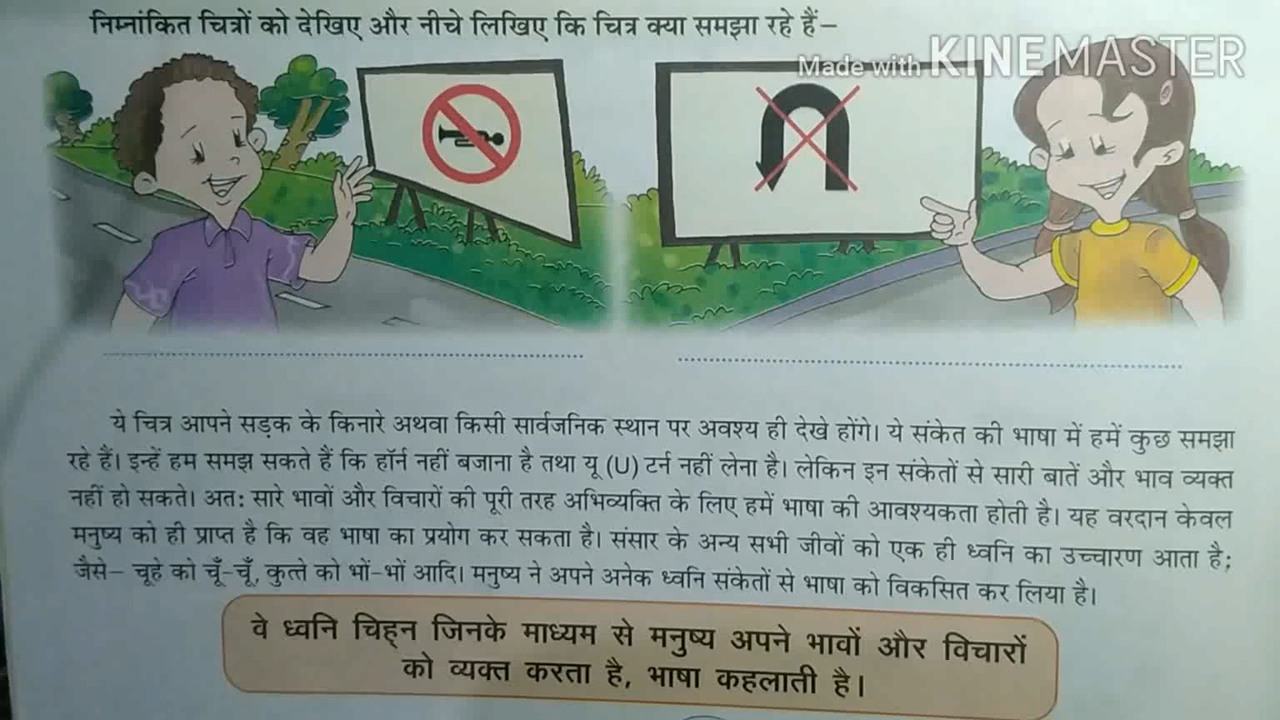 निम्नांकित चित्रों को देखिए और नीचे लिखिए कि चित्र क्या समझा रहे हैं–
Made with KINEMASTER
ये चित्र आपने सड़क के किनारे अथवा किसी सार्वजनिक स्थान पर अवश्य ही देखे होंगे। ये संकेत की भाषा में हमें कुछ समझा
रहे हैं। इन्हें हम समझ सकते हैं कि हॉर्न नहीं बजाना है तथा यू (U) टर्न नहीं लेना है। लेकिन इन संकेतों से सारी बातें और भाव व्यक्त
नहीं हो सकते। अतः सारे भावों और विचारों की पूरी तरह अभिव्यक्ति के लिए हमें भाषा की आवश्यकता होती है। यह वरदान केवल
मनुष्य को ही प्राप्त है कि वह भाषा का प्रयोग कर सकता है। संसार के अन्य सभी जीवों को एक ही ध्वनि का उच्चारण आता है;
जैसे– चूहे को चूँ-चूँ, कुत्ते को भों-भों आदि। मनुष्य ने अपने अनेक ध्वनि संकेतों से भाषा को विकसित कर लिया है।
वे ध्वनि चिह्न जिनके माध्यम से मनुष्य अपने भावों और विचारों
को व्यक्त करता है, भाषा कहलाती है।